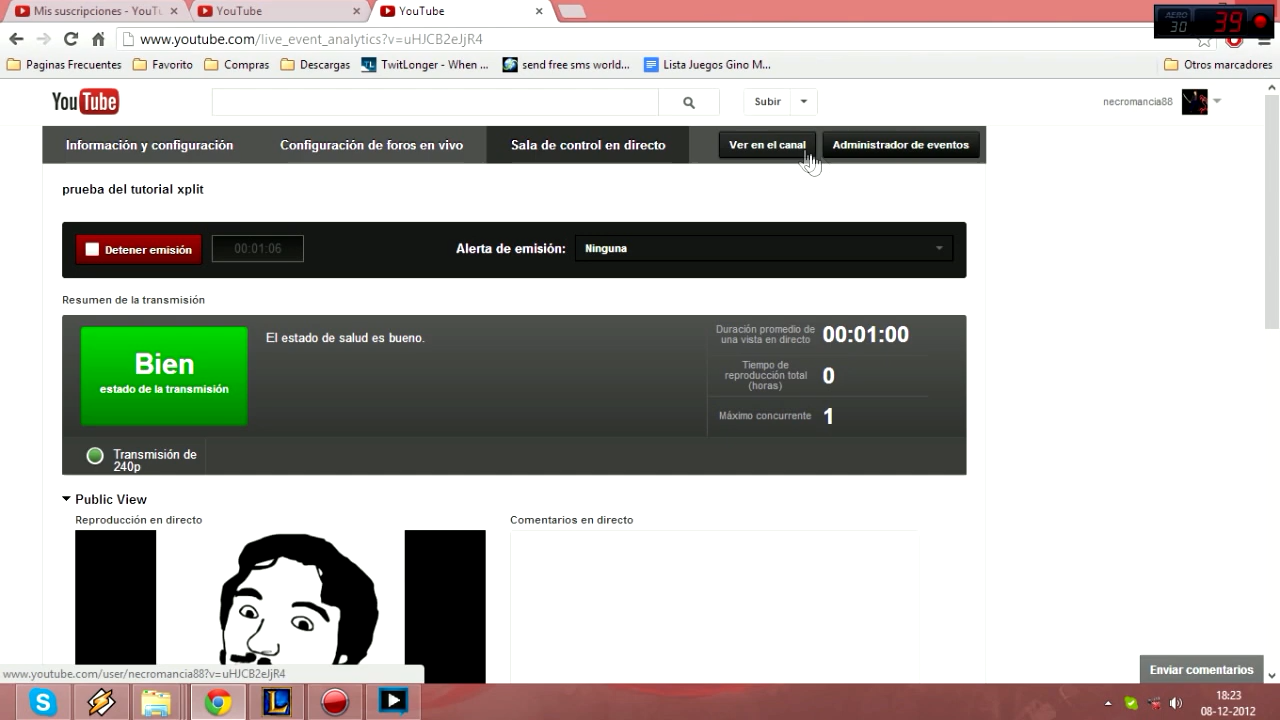 Mis suscripciones - YouTu
YouTube
YouTube
AERO
30
39
www.youtube.com/live_event_analytics?v=uHJCB2eJjR4
Paginas Frecuentes
Favorito
Compras
Descargas
TwitLonger - When ...
send free sms world...
Lista Juegos Gino M...
Otros marcadores
YouTube
Subir
necromancia88
Información y configuración
Configuración de foros en vivo
Sala de control en directo
Ver en el canal
Administrador de eventos
prueba del tutorial xplit
Detener emisión
00:01:06
Alerta de emisión:
Ninguna
Resumen de la transmisión
Bien
estado de la transmisión
El estado de salud es bueno.
Duración promedio de
una vista en directo
00:01:00
Tiempo de
reproducción total
(horas)
0
Máximo concurrente
1
Transmisión de
240p
Public View
Reproducción en directo
Comentarios en directo
www.youtube.com/user/necromancia88?v=uHJCB2eJjR4
Enviar comentarios
18:23
08-12-2012